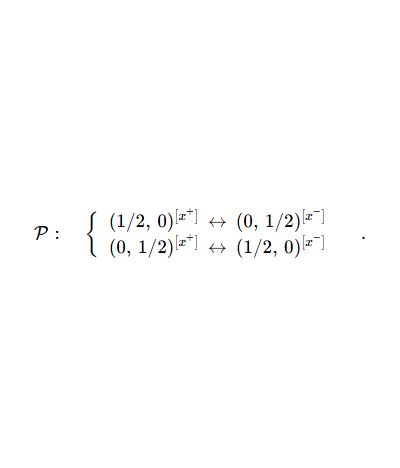 (1/2, 0)^{[x^+]} ↔ (0, 1/2)^{[x^-]}
𝒫 : {
(0, 1/2)^{[x^+]} ↔ (1/2, 0)^{[x^-]} .